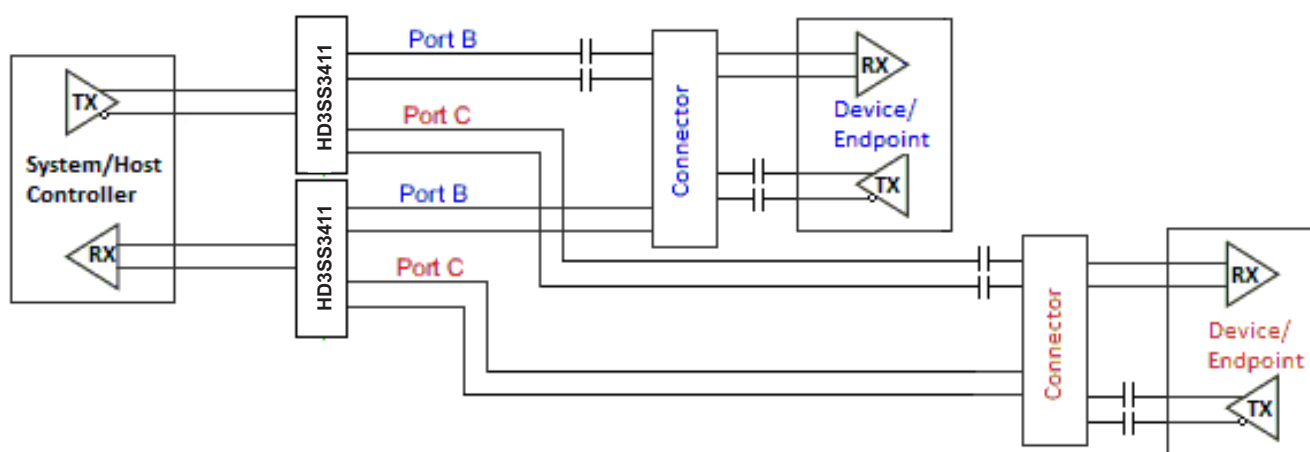 TX
System/Host
Controller
RX
HD3SS3411
HD3SS3411
Port B
Port C
Port B
Port C
Connector
RX
Device/
Endpoint
TX
Connector
RX
Device/
Endpoint
TX